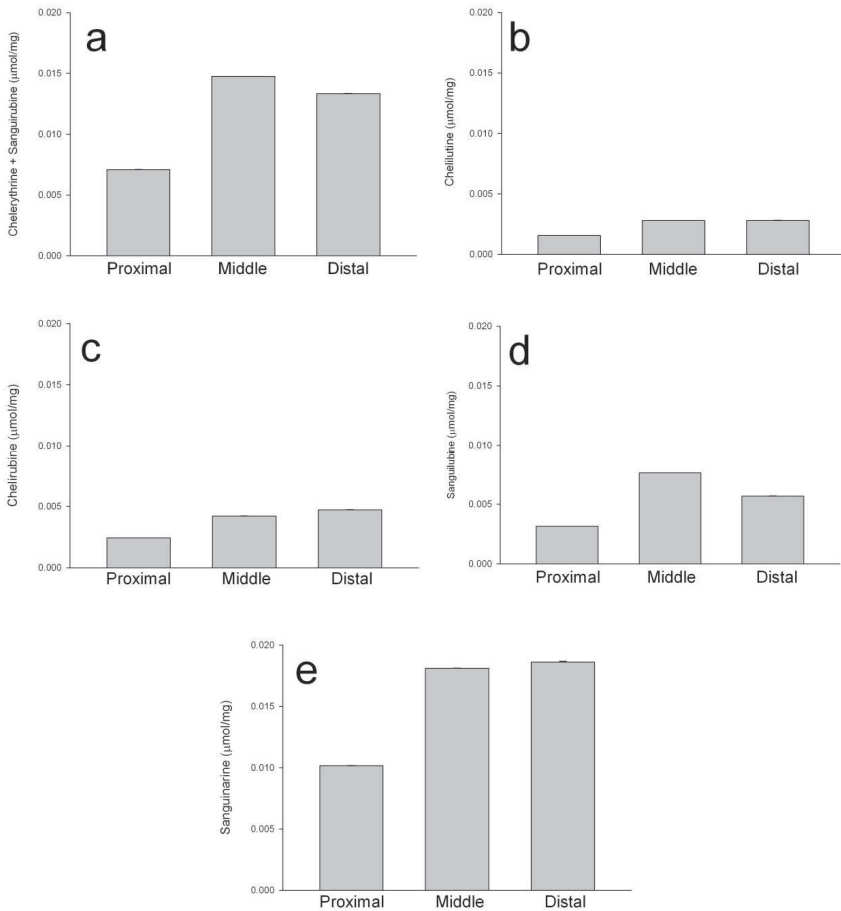 a
Chelerythrine + Sanguirubine (μmol/mg)
0.020
0.015
0.010
0.005
0.000
Proximal Middle Distal
b
Chelilutine (μmol/mg)
0.020
0.015
0.010
0.005
0.000
Proximal Middle Distal
c
Chelirubine (μmol/mg)
0.020
0.015
0.010
0.005
0.000
Proximal Middle Distal
d
Sanguilubine (μmol/mg)
0.020
0.015
0.010
0.005
0.000
Proximal Middle Distal
e
Sanguinarine (μmol/mg)
0.020
0.015
0.010
0.005
0.000
Proximal Middle Distal